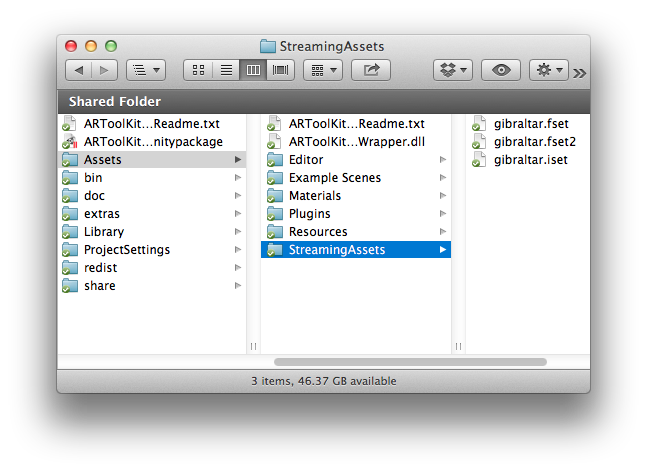 StreamingAssets
Shared Folder
ARToolKit...Readme.txt
ARToolKit...nitypackage
Assets
bin
doc
extras
Library
ProjectSettings
redist
share
ARToolKit...Readme.txt
ARToolKit...Wrapper.dll
Editor
Example Scenes
Materials
Plugins
Resources
StreamingAssets
gibraltar.fset
gibraltar.fset2
gibraltar.iset
3 items, 46.37 GB available